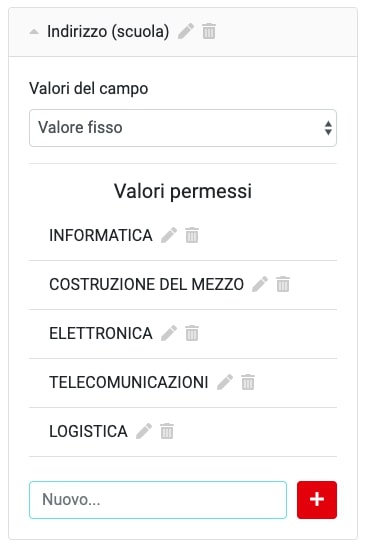 Indirizzo (scuola)
Valori del campo
Valore fisso
Valori permessi
INFORMATICA
COSTRUZIONE DEL MEZZO
ELETTRONICA
TELECOMUNICAZIONI
LOGISTICA
Nuovo...